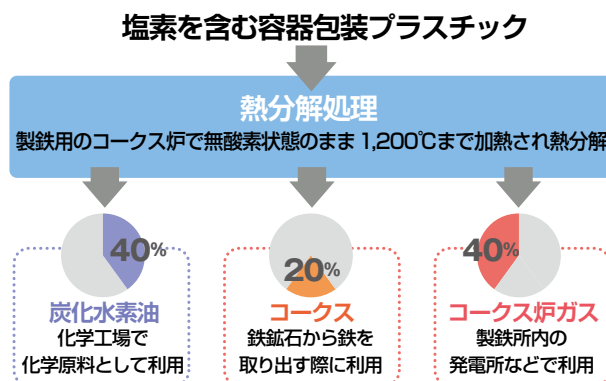 塩素を含む容器包装プラスチック
熱分解処理
製鉄用のコークス炉で無酸素状態のまま1,200℃まで加熱され熱分解
40%
炭化水素油
化学工場で
化学原料として利用
20%
コークス
鉄鉱石から鉄を
取り出す際に利用
40%
コークス炉ガス
製鉄所内の
発電所などで利用